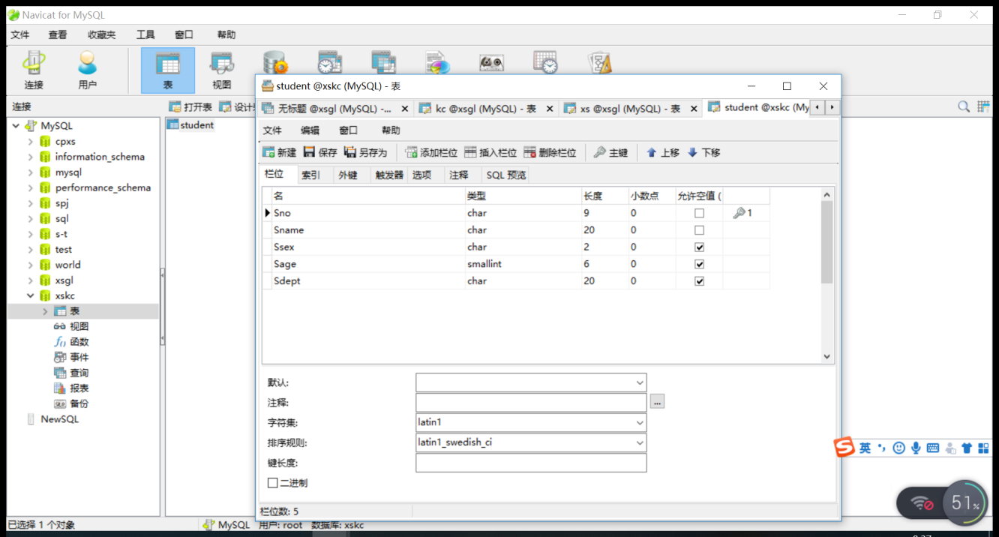 Navicat for MySQL
文件 查看 收藏夹 工具 窗口 帮助
连接 用户 表 视图
连接
打开表 设计
MySQL
cpxs
information_schema
mysql
performance_schema
spj
sql
s-t
test
world
xsgl
xskc
表
视图
函数
事件
查询
报表
备份
NewSQL
student
student @xskc (MySQL) - 表
无标题 @xsgl (MySQL) -... kc @xsgl (MySQL) - 表 xs @xsgl (MySQL) - 表 student @xskc (My
文件 编辑 窗口 帮助
新建 保存 另存为 添加栏位 插入栏位 删除栏位 主键 上移 下移
栏位 索引 外键 触发器 选项 注释 SQL 预览
名 类型 长度 小数点 允许空值 (
Sno char 9 0 1
Sname char 20 0
Ssex char 2 0
Sage smallint 6 0
Sdept char 20 0
默认:
注释: ...
字符集: latin1
排序规则: latin1_swedish_ci
键长度:
二进制
栏位数: 5
S 英
51%
已选择 1 个对象 MySQL 用户: root 数据库: xskc